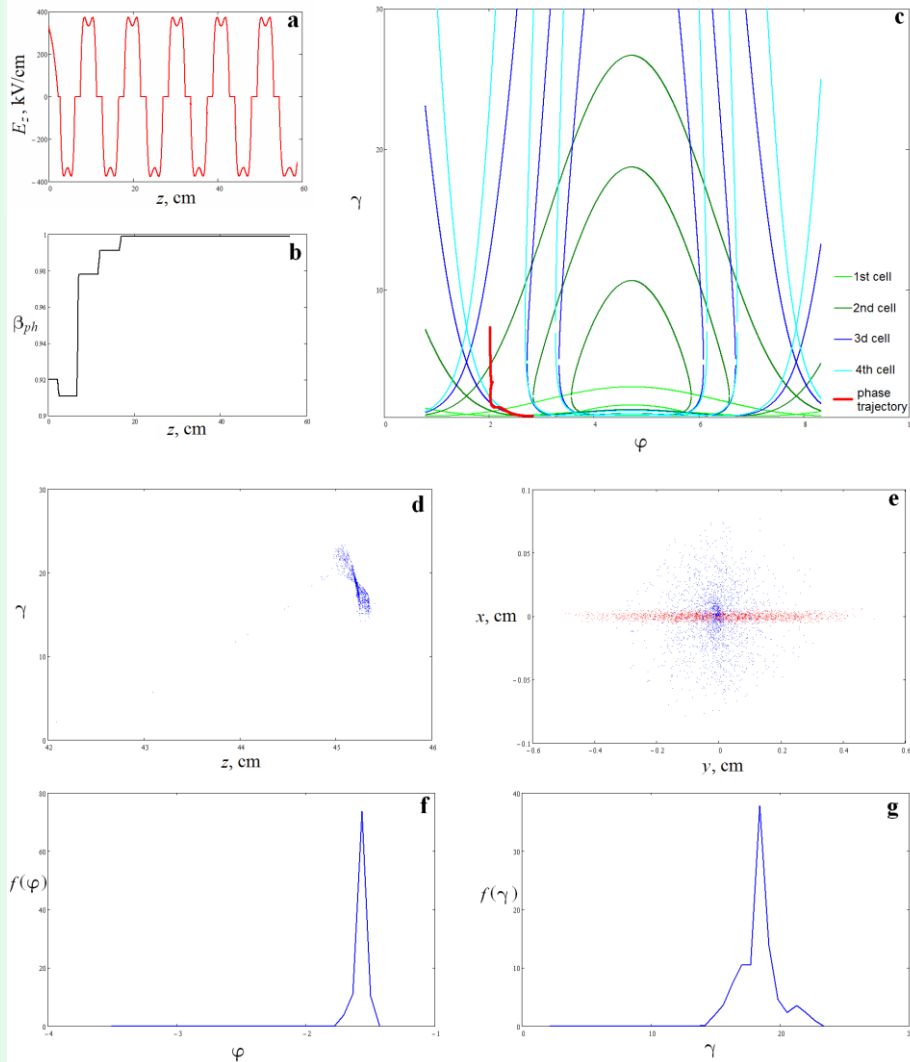 a
400
200
0
−200
−400
E_z, kV/cm
0
20
40
60
z, cm
b
1
0.98
0.96
0.94
0.92
0.9
β_ph
0
20
40
60
z, cm
c
30
20
10
γ
0
2
4
6
8
1
φ
1st cell
2nd cell
3d cell
4th cell
phase
trajectory
d
30
20
10
0
γ
42
43
44
45
46
z, cm
e
0.1
0.05
0
−0.05
−0.1
x, cm
−0.6
−0.4
−0.2
0
0.2
0.4
0.6
y, cm
f
80
60
40
20
0
f(φ)
−4
−3
−2
−1
φ
g
40
30
20
10
0
f(γ)
0
10
20
3
γ